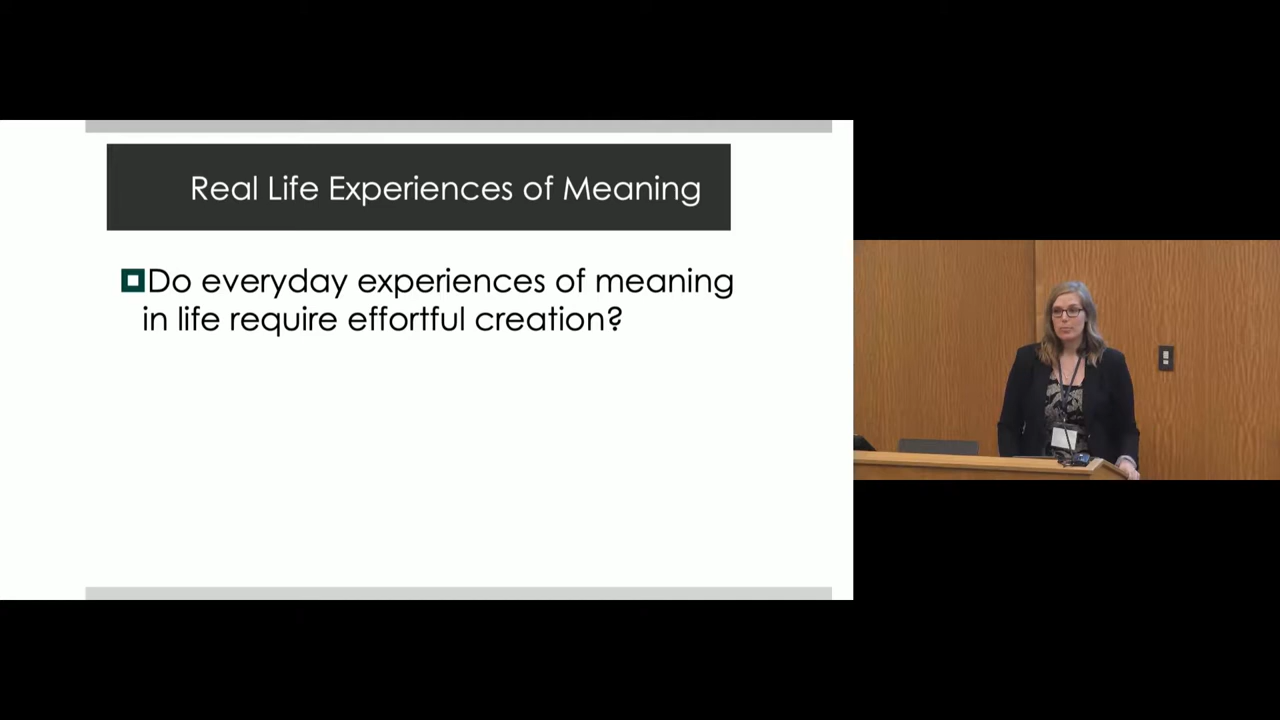 Real Life Experiences of Meaning
Do everyday experiences of meaning
in life require effortful creation?